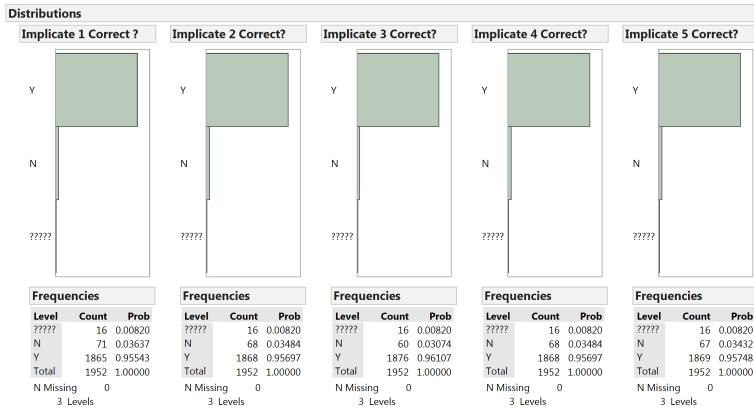 Distributions
Implicate 1 Correct ?
Y
N
?????
Frequencies
Level Count Prob
????? 16 0.00820
N 71 0.03637
Y 1865 0.95543
Total 1952 1.00000
N Missing 0
3 Levels
Implicate 2 Correct?
Y
N
?????
Frequencies
Level Count Prob
????? 16 0.00820
N 68 0.03484
Y 1868 0.95697
Total 1952 1.00000
N Missing 0
3 Levels
Implicate 3 Correct?
Y
N
?????
Frequencies
Level Count Prob
????? 16 0.00820
N 60 0.03074
Y 1876 0.96107
Total 1952 1.00000
N Missing 0
3 Levels
Implicate 4 Correct?
Y
N
?????
Frequencies
Level Count Prob
????? 16 0.00820
N 68 0.03484
Y 1868 0.95697
Total 1952 1.00000
N Missing 0
3 Levels
Implicate 5 Correct?
Y
N
?????
Frequencies
Level Count Prob
????? 16 0.00820
N 67 0.03432
Y 1869 0.95748
Total 1952 1.00000
N Missing 0
3 Levels